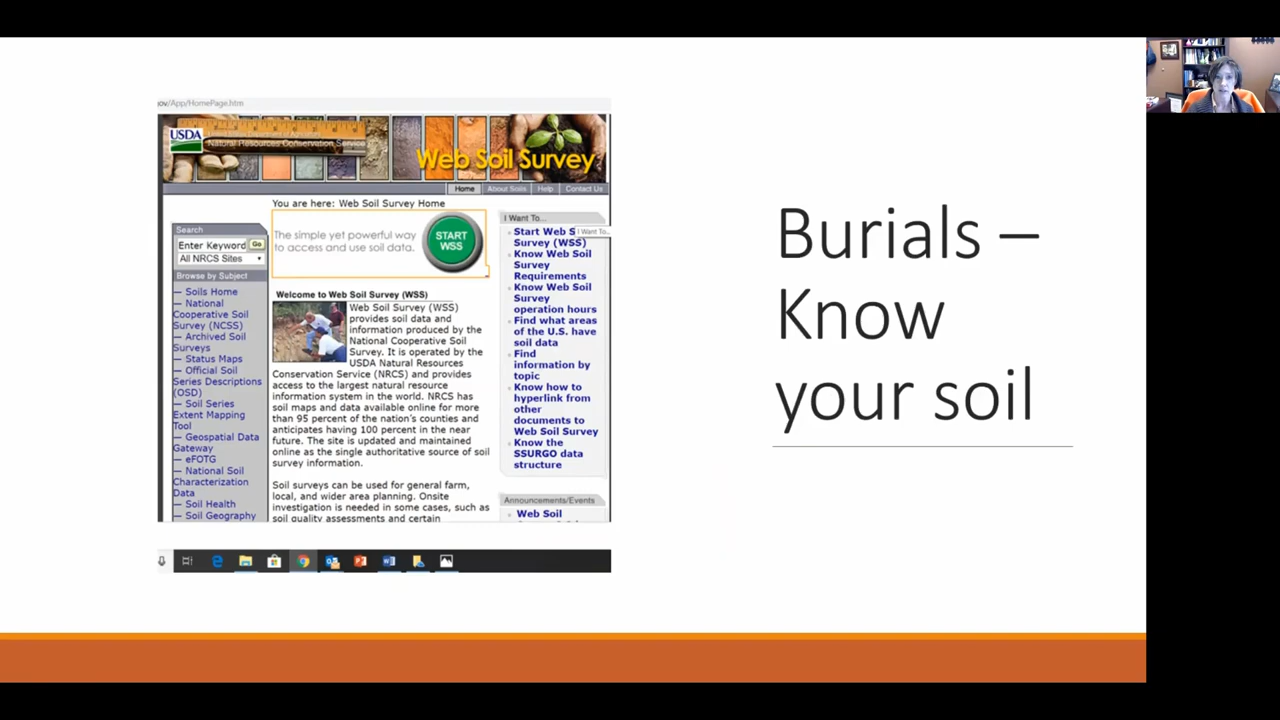 gov/App/HomePage.htm
USDA
United States Department of Agriculture
Natural Resources Conservation Service
Web Soil Survey
Home
About Soils
Help
Contact Us
You are here: Web Soil Survey Home
Search
Enter Keyword
Go
All NRCS Sites
Browse by Subject
— Soils Home
— National
Cooperative Soil
Survey (NCSS)
— Archived Soil
Surveys
— Status Maps
— Official Soil
Series Descriptions
(OSD)
— Soil Series
Extent Mapping
Tool
— Geospatial Data
Gateway
— eFOTG
— National Soil
Characterization
Data
— Soil Health
— Soil Geography
The simple yet powerful way
to access and use soil data.
START
WSS
Welcome to Web Soil Survey (WSS)
Web Soil Survey (WSS)
provides soil data and
information produced by the
National Cooperative Soil
Survey. It is operated by the
USDA Natural Resources
Conservation Service (NRCS) and provides
access to the largest natural resource
information system in the world. NRCS has
soil maps and data available online for more
than 95 percent of the nation's counties and
anticipates having 100 percent in the near
future. The site is updated and maintained
online as the single authoritative source of soil
survey information.
Soil surveys can be used for general farm,
local, and wider area planning. Onsite
investigation is needed in some cases, such as
soil quality assessments and certain
I Want To...
Start Web S
I Want To...
Survey (WSS)
Know Web Soil
Survey
Requirements
Know Web Soil
Survey
operation hours
Find what areas
of the U.S. have
soil data
Find
information by
topic
Know how to
hyperlink from
other
documents to
Web Soil Survey
Know the
SSURGO data
structure
Announcements/Events
Web Soil
Burials –
Know
your soil